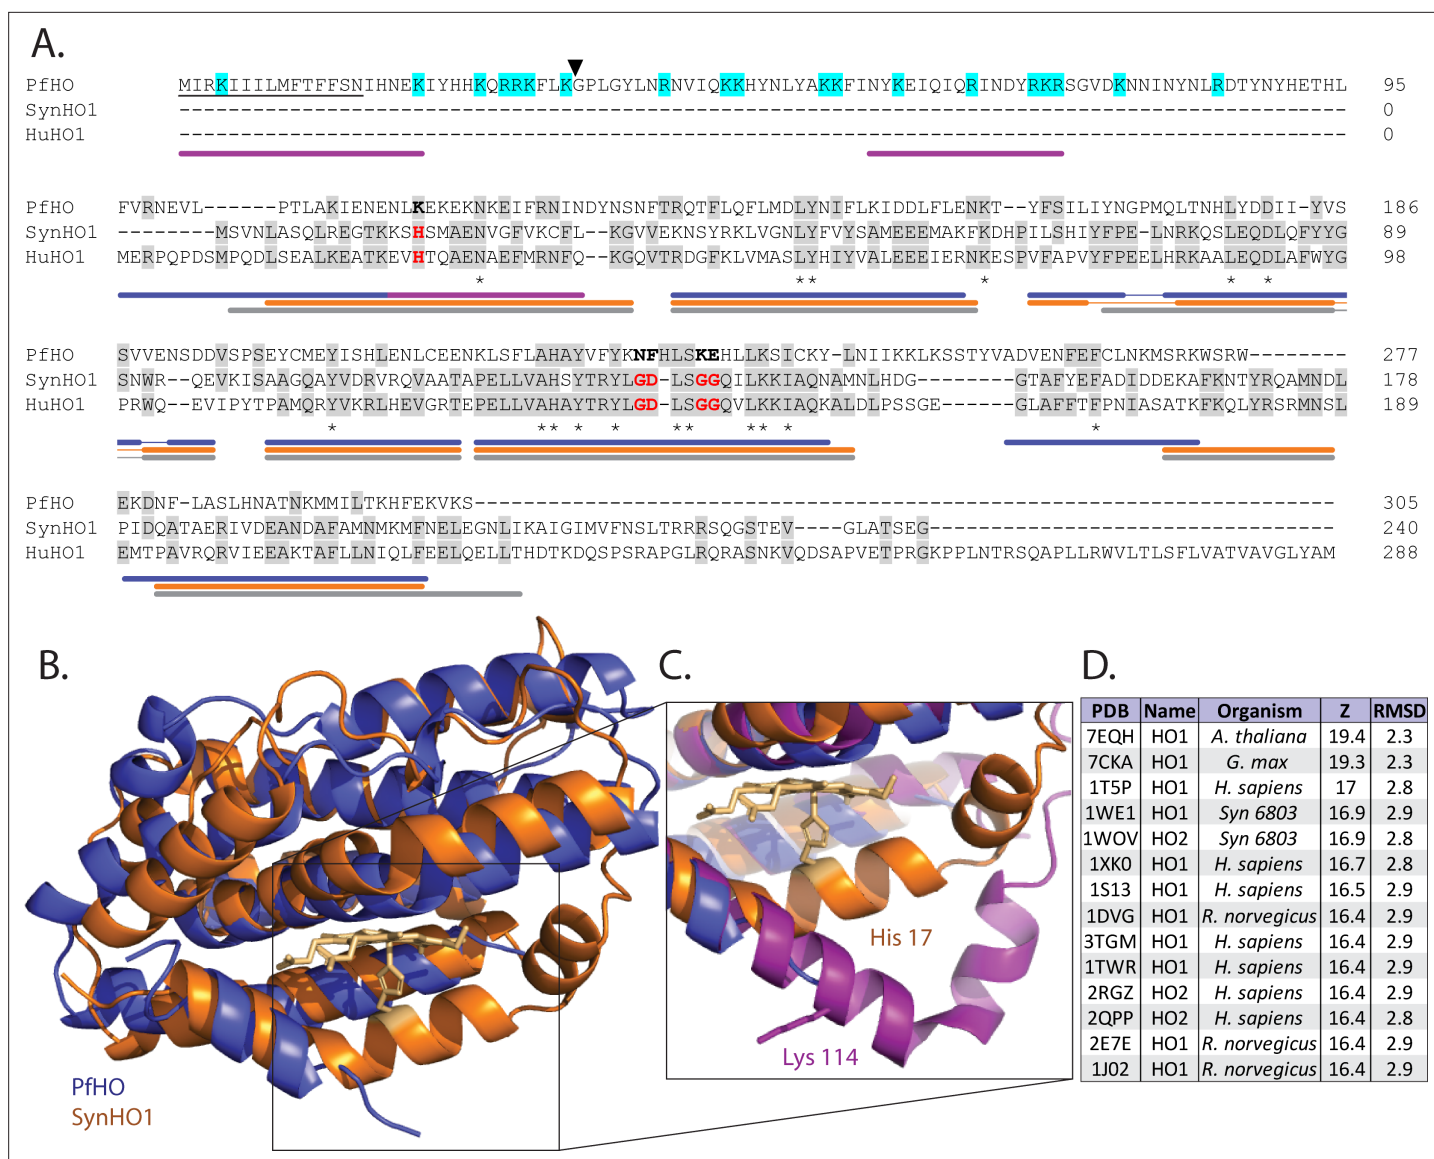 A.
PfHO MIRKIIILMFTFFSNIHNEKIYHHKQRRKFLKGPLGYLNRNVIQKKHYNLYAKKFINYKEIQIQRINDYRKRSGVDKNNINYNLRDTYNYHETHL 95
SynHO1 ----------------------------------------------------------------------------------------------- 0
HuHO1 ----------------------------------------------------------------------------------------------- 0
PfHO FVRNEVL------PTLAKIENENLKEKEKNKEIFRNINDYNSNFTRQTFLQFLMDLYNIFLKIDDLFLENKT--YFSILIYNGPMQLTNHLYDDII-YVS 186
SynHO1 --------MSVNLASQLREGTKKSHSMAENVGFVKCFL--KGVVEKNSYRKLVGNLYFVYSAMEEEMAKFKDHPILSHIYFPE-LNRKQSLEQDLQFYYG 89
HuHO1 MERPQPDSMPQDLSEALKEATKEVHTQAENAEFMRNFQ--KGQVTRDGFKLVMASLYHIYVALEEEIERNKESPVFAPVYFPEELHRKAALEQDLAFWYG 98
* ** * * *
PfHO SVVENSDDVSPSEYCMEYISHLENLCEENKLSFLAHAYVFYKNFHLSKEHLLKSICKY-LNIIKKLKSSTYVADVENFEFCLNKMSRKWSRW-------- 277
SynHO1 SNWR--QEVKISAAGQAYVDRVRQVAATAPELLVAHSYTRYLGD-LSGGQILKKIAQNAMNLHDG--------GTAFYEFADIDDEKAFKNTYRQAMNDL 178
HuHO1 PRWQ--EVIPYTPAMQRYVKRLHEVGRTEPELLVAHAYTRYLGD-LSGGQVLKKIAQKALDLPSSGE------GLAFFTFPNIASATKFKQLYRSRMNSL 189
* ** * * ** ** * *
PfHO EKDNF-LASLHNATNKMMILTKHFEKVKS---------------------------------------------------------------------- 305
SynHO1 PIDQATAERIVDEANDAFAMNMKMFNELEGNLIKAIGIMVFNSLTRRRSQGSTEV----GLATSEG--------------------------------- 240
HuHO1 EMTPAVRQRVIEEAKTAFLLNIQLFEELQELLTHDTKDQSPSRAPGLRQRASNKVQDSAPVETPRGKPPLNTRSQAPLLRWVLTLSFLVATVAVGLYAM 288
B.
PfHO
SynHO1
C.
His 17
Lys 114
D.
PDB Name Organism Z RMSD
7EQH HO1 A. thaliana 19.4 2.3
7CKA HO1 G. max 19.3 2.3
1T5P HO1 H. sapiens 17 2.8
1WE1 HO1 Syn 6803 16.9 2.9
1WOV HO2 Syn 6803 16.9 2.8
1XK0 HO1 H. sapiens 16.7 2.8
1S13 HO1 H. sapiens 16.5 2.9
1DVG HO1 R. norvegicus 16.4 2.9
3TGM HO1 H. sapiens 16.4 2.9
1TWR HO1 H. sapiens 16.4 2.9
2RGZ HO2 H. sapiens 16.4 2.9
2QPP HO2 H. sapiens 16.4 2.8
2E7E HO1 R. norvegicus 16.4 2.9
1J02 HO1 R. norvegicus 16.4 2.9